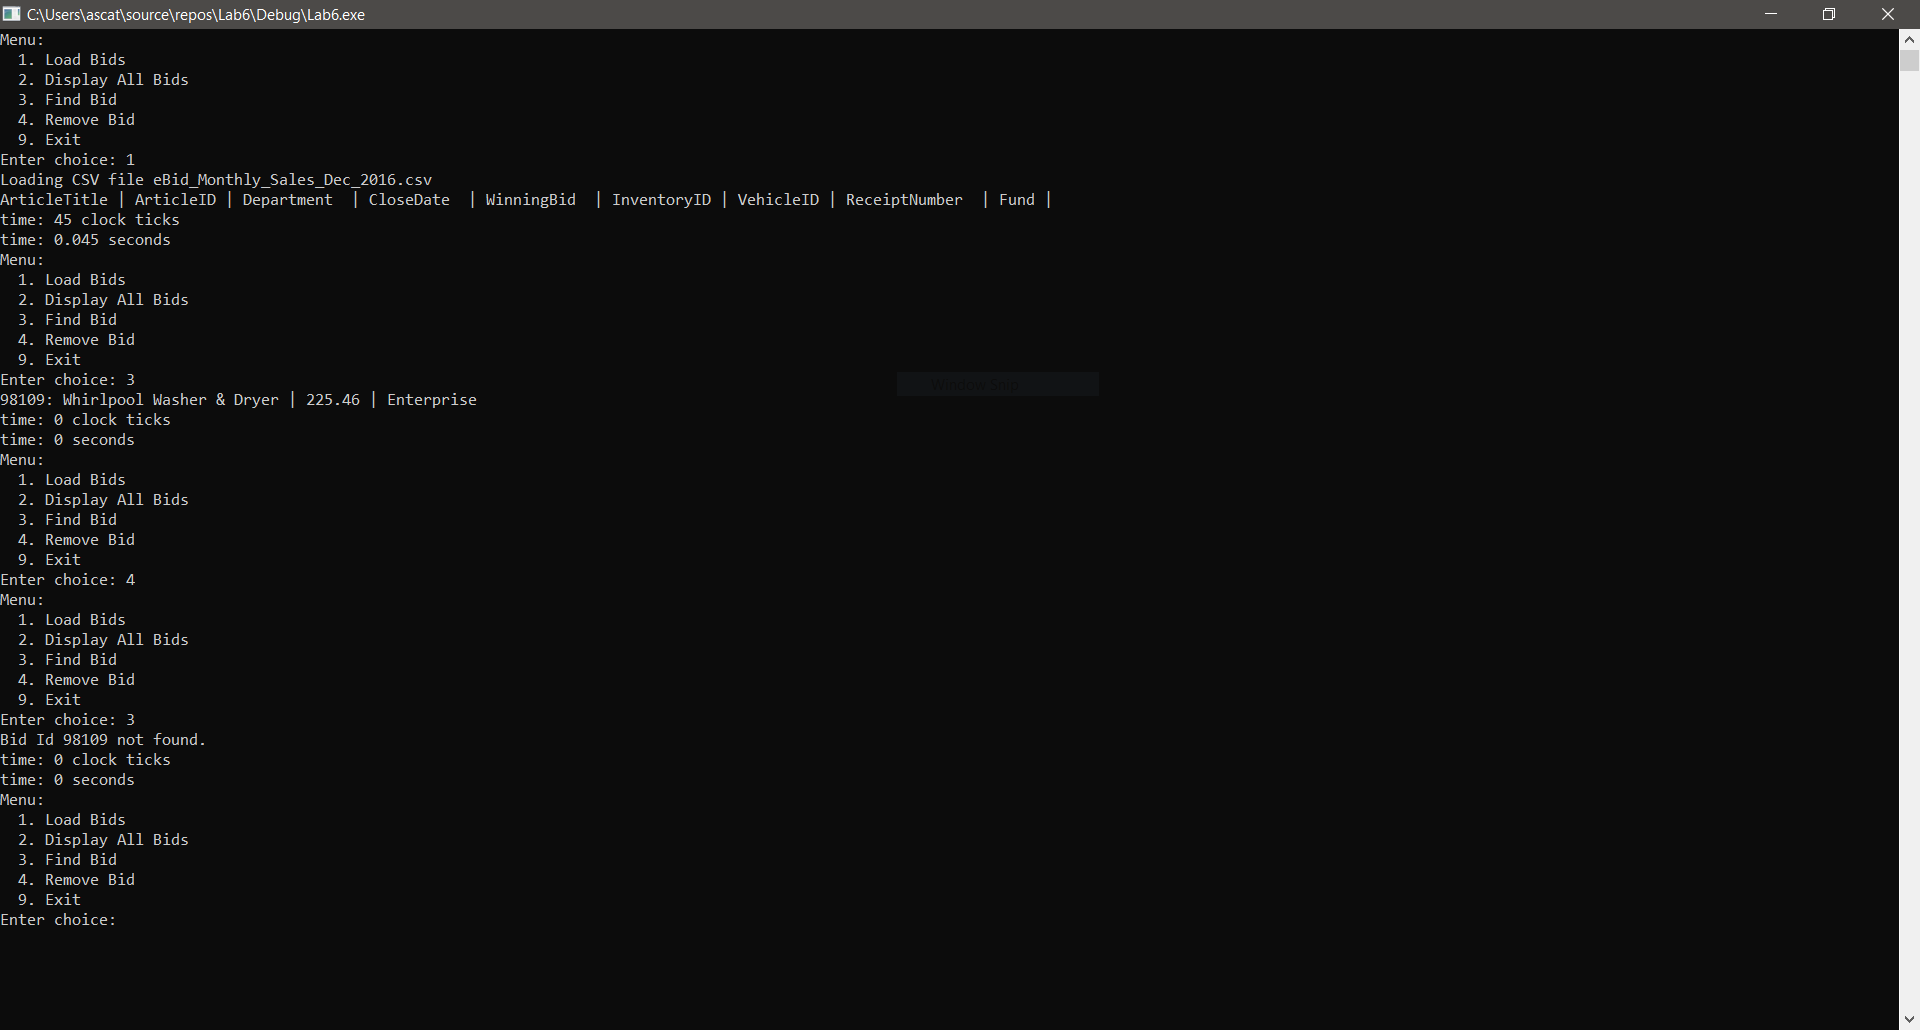 C:\Users\ascat\source\repos\Lab6\Debug\Lab6.exe
Menu:
  1. Load Bids
  2. Display All Bids
  3. Find Bid
  4. Remove Bid
  9. Exit
Enter choice: 1
Loading CSV file eBid_Monthly_Sales_Dec_2016.csv
ArticleTitle | ArticleID | Department  | CloseDate  | WinningBid  | InventoryID | VehicleID | ReceiptNumber  | Fund |
time: 45 clock ticks
time: 0.045 seconds
Menu:
  1. Load Bids
  2. Display All Bids
  3. Find Bid
  4. Remove Bid
  9. Exit
Enter choice: 3
98109: Whirlpool Washer & Dryer | 225.46 | Enterprise
time: 0 clock ticks
time: 0 seconds
Menu:
  1. Load Bids
  2. Display All Bids
  3. Find Bid
  4. Remove Bid
  9. Exit
Enter choice: 4
Menu:
  1. Load Bids
  2. Display All Bids
  3. Find Bid
  4. Remove Bid
  9. Exit
Enter choice: 3
Bid Id 98109 not found.
time: 0 clock ticks
time: 0 seconds
Menu:
  1. Load Bids
  2. Display All Bids
  3. Find Bid
  4. Remove Bid
  9. Exit
Enter choice:
Window Snip